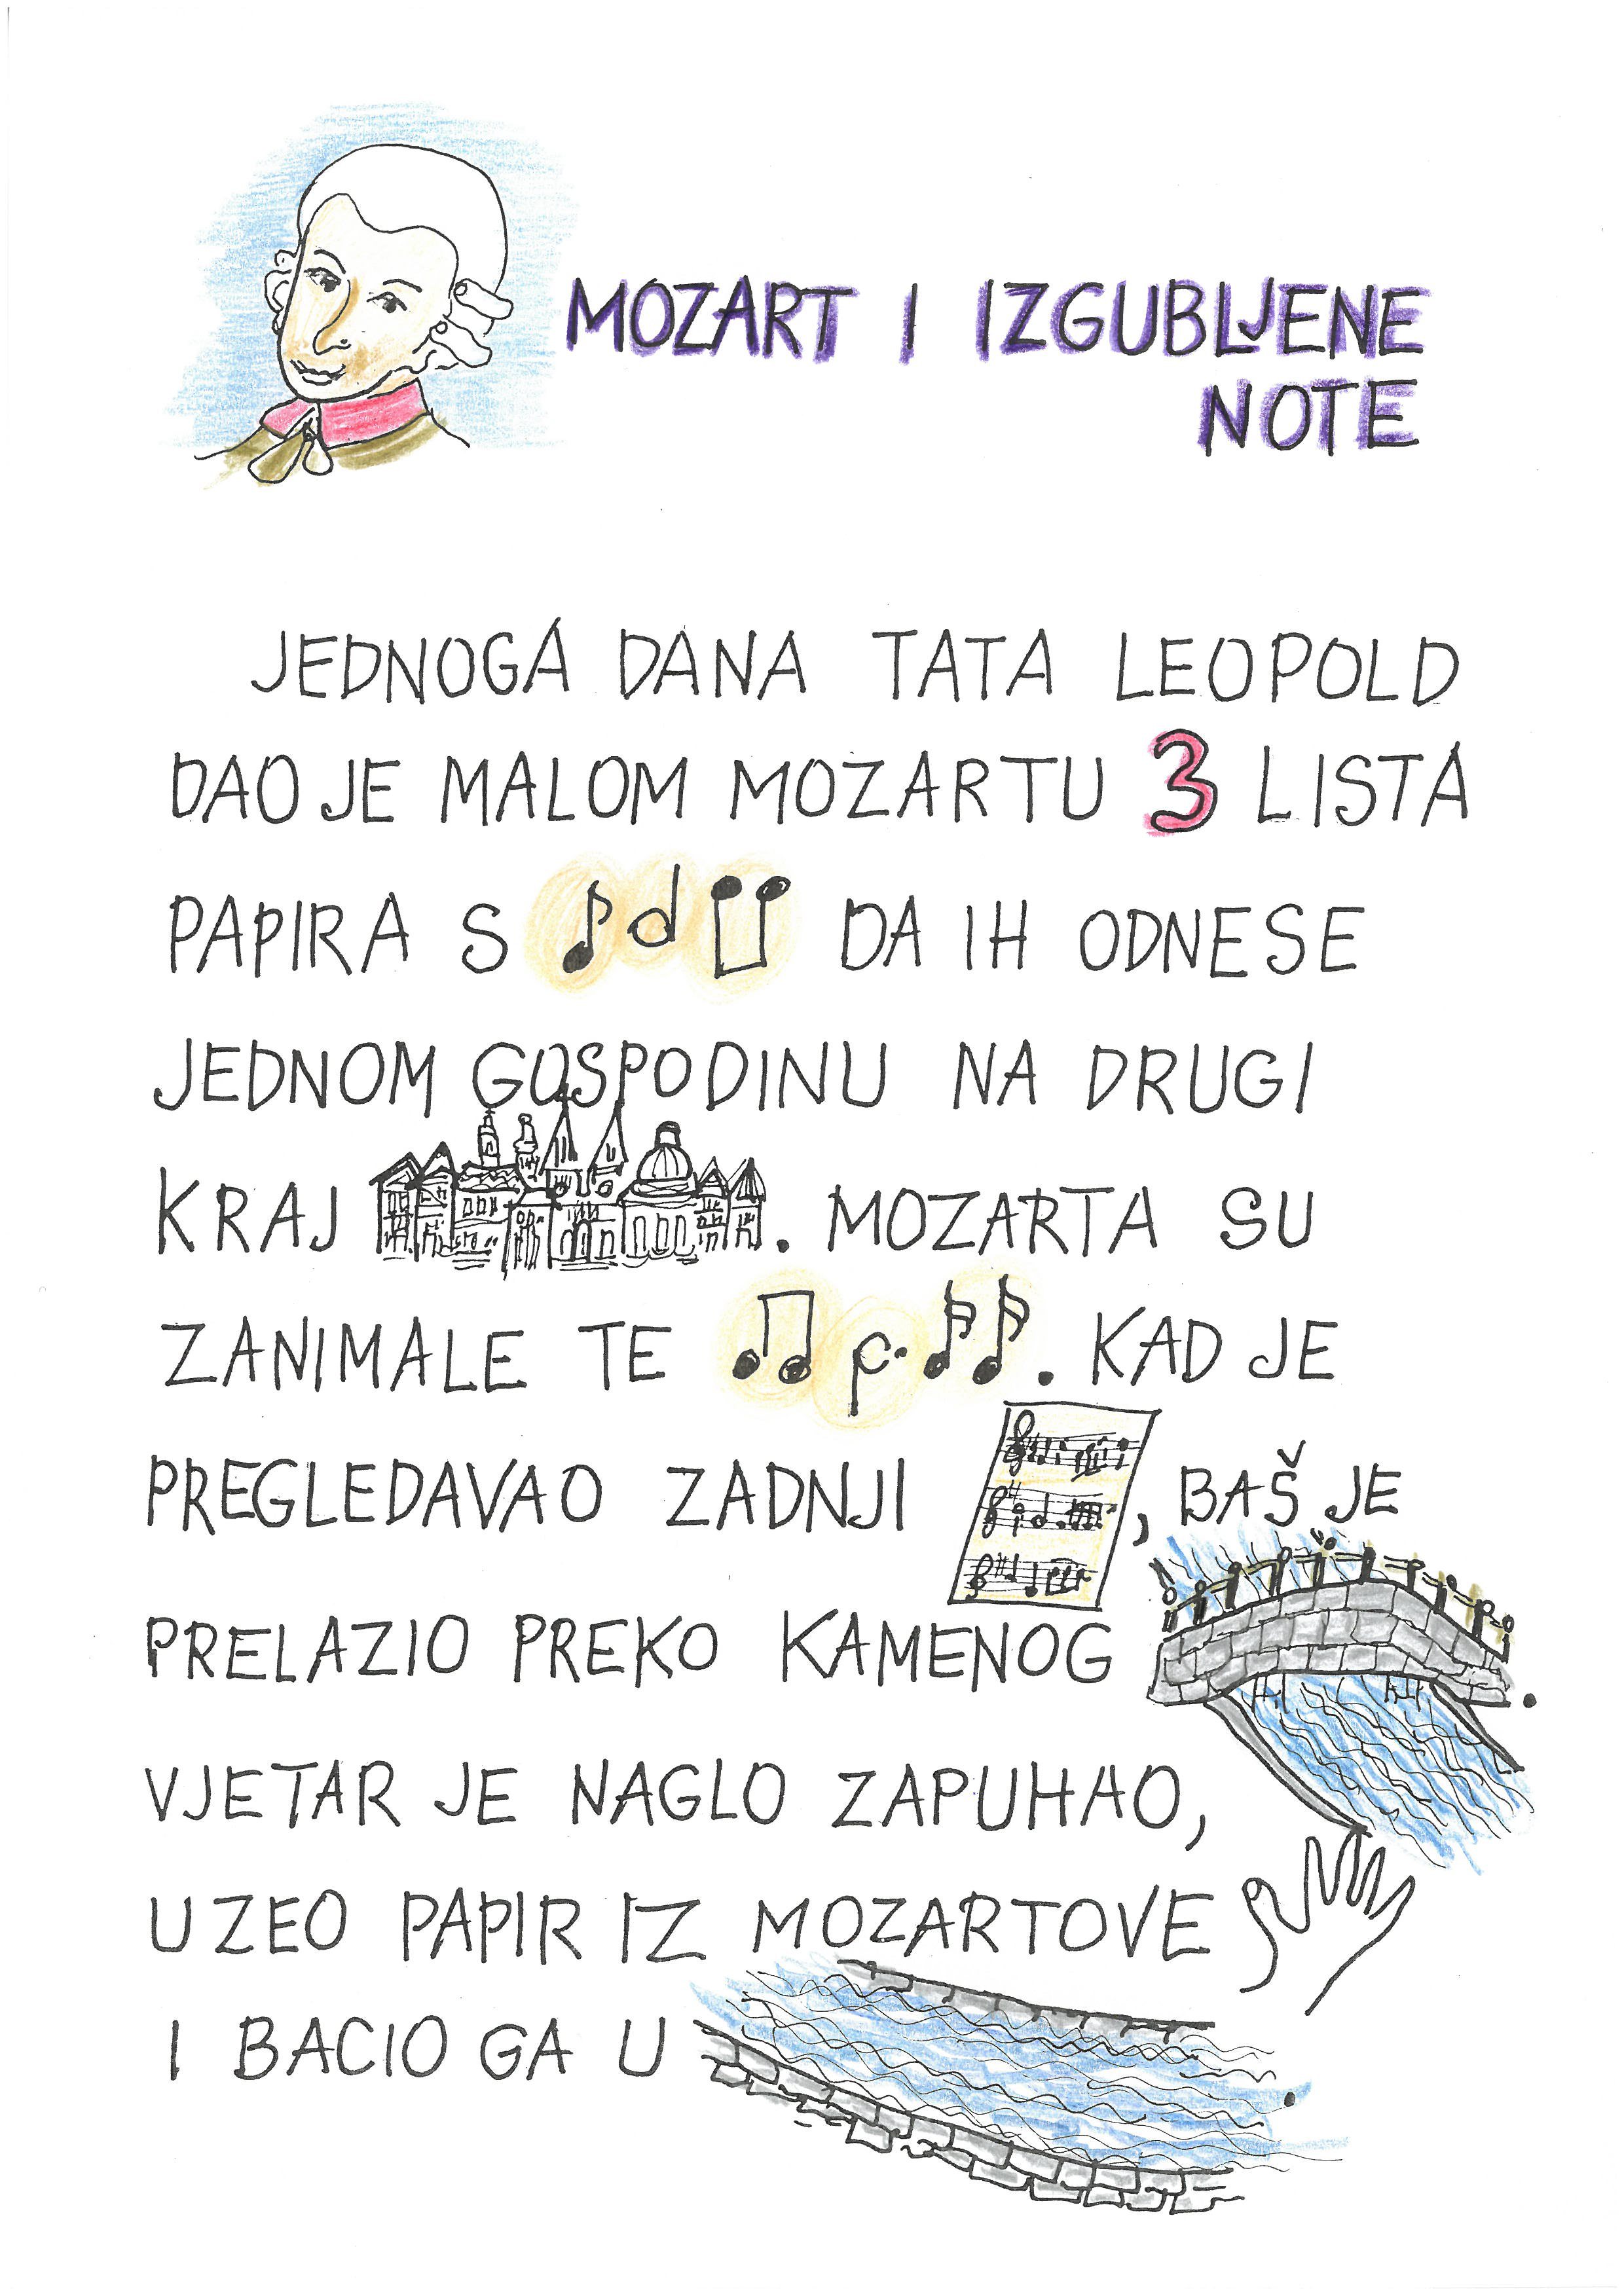 MOZART I IZGUBLJENE
NOTE
JEDNOGA DANA TATA LEOPOLD
DAO JE MALOM MOZARTU 3 LISTA
PAPIRA S DA IH ODNESE
JEDNOM GOSPODINU NA DRUGI
KRAJ . MOZARTA SU
ZANIMALE TE . KAD JE
PREGLEDAVAO ZADNJI , BAŠ JE
PRELAZIO PREKO KAMENOG .
VJETAR JE NAGLO ZAPUHAO,
UZEO PAPIR IZ MOZARTOVE
I BACIO GA U .